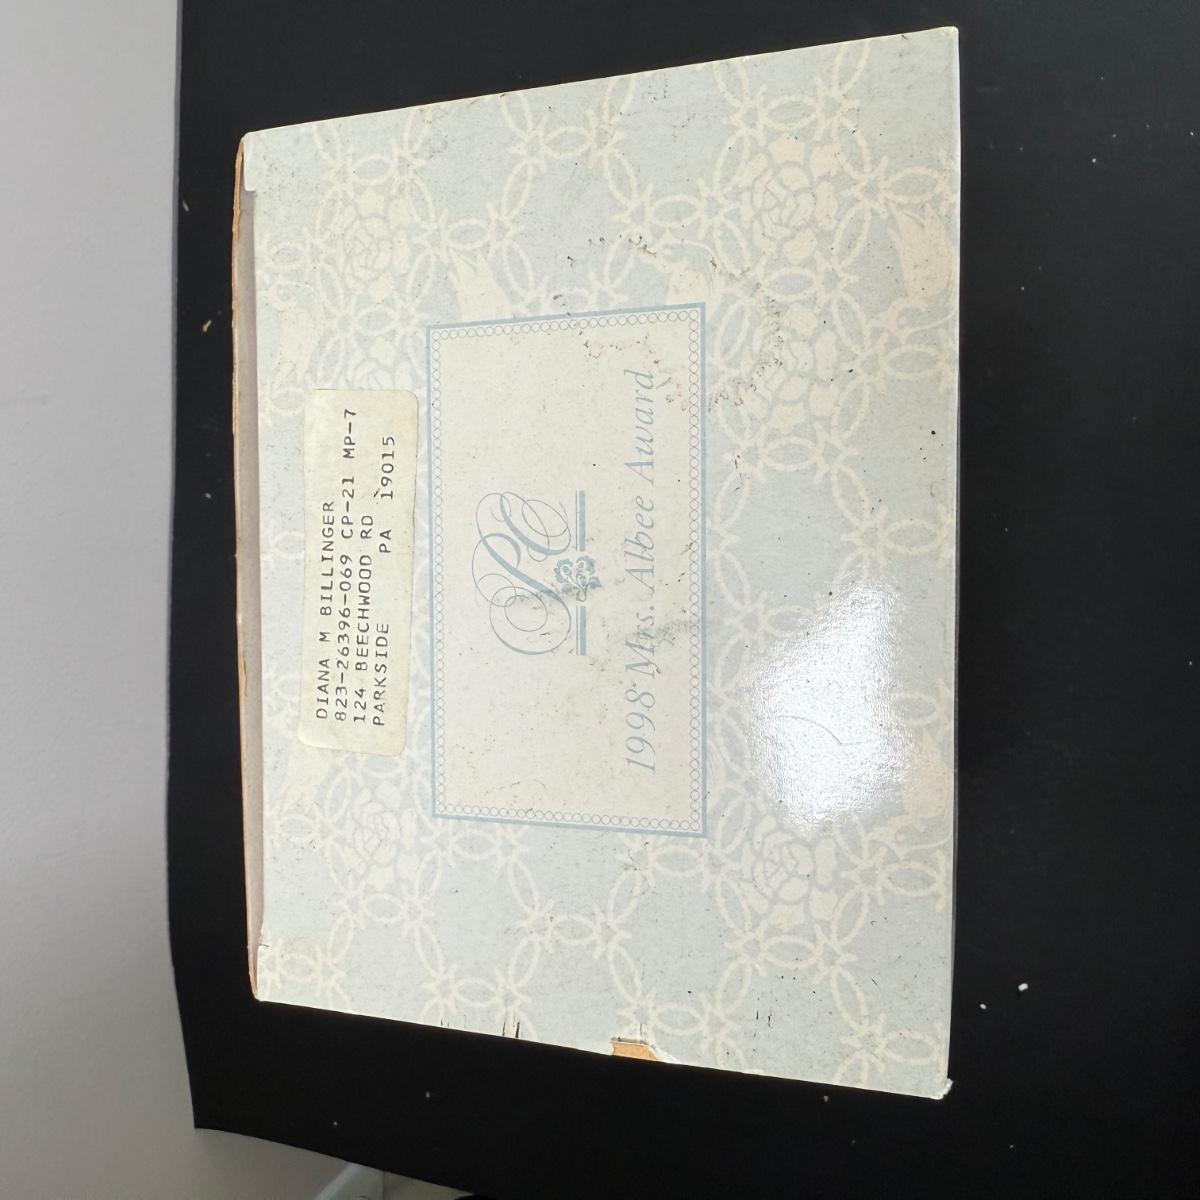 DIANA M BILLINGER
823-26396-069 CP-21 MP-7
124 BEECHWOOD RD
PARKSIDE PA 19015
PC
1998 Mrs. Albee Award